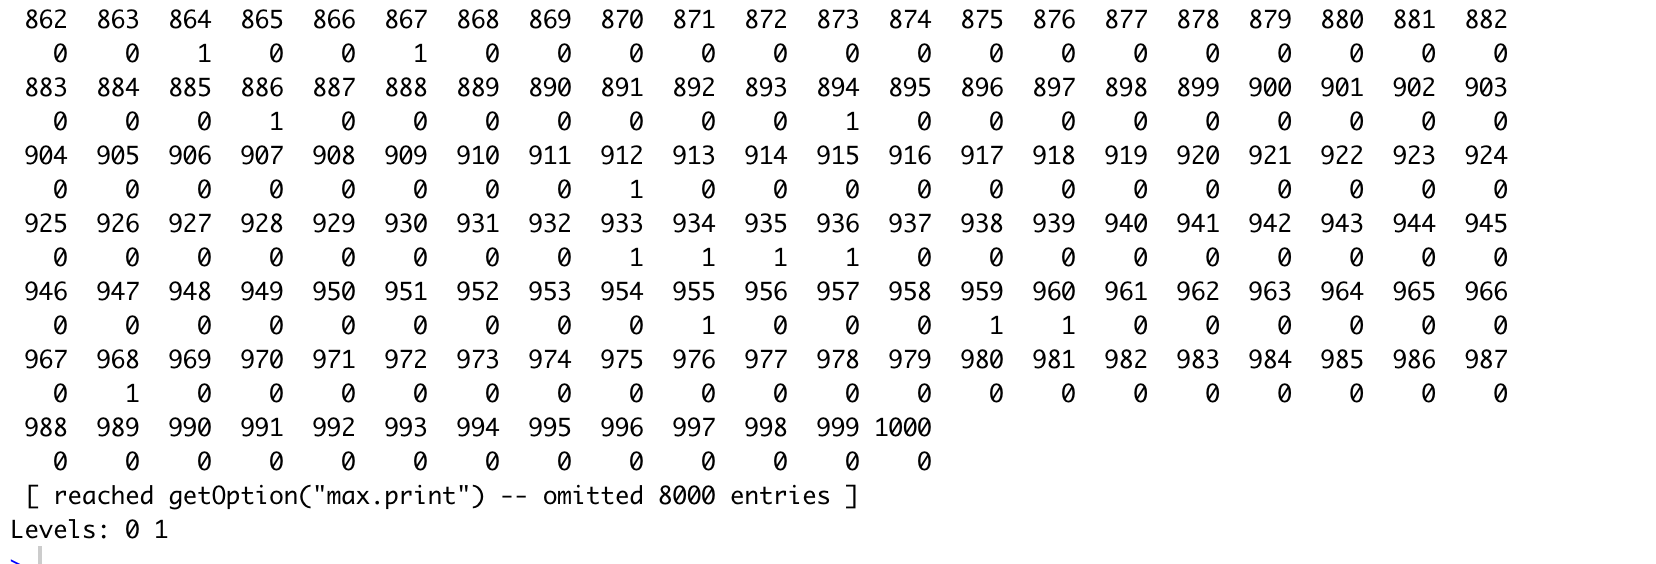 862 863 864 865 866 867 868 869 870 871 872 873 874 875 876 877 878 879 880 881 882
0 0 1 0 0 1 0 0 0 0 0 0 0 0 0 0 0 0 0 0 0
883 884 885 886 887 888 889 890 891 892 893 894 895 896 897 898 899 900 901 902 903
0 0 0 1 0 0 0 0 0 0 0 1 0 0 0 0 0 0 0 0 0
904 905 906 907 908 909 910 911 912 913 914 915 916 917 918 919 920 921 922 923 924
0 0 0 0 0 0 0 0 1 0 0 0 0 0 0 0 0 0 0 0 0
925 926 927 928 929 930 931 932 933 934 935 936 937 938 939 940 941 942 943 944 945
0 0 0 0 0 0 0 0 1 1 1 1 0 0 0 0 0 0 0 0 0
946 947 948 949 950 951 952 953 954 955 956 957 958 959 960 961 962 963 964 965 966
0 0 0 0 0 0 0 0 0 1 0 0 0 1 1 0 0 0 0 0 0
967 968 969 970 971 972 973 974 975 976 977 978 979 980 981 982 983 984 985 986 987
0 1 0 0 0 0 0 0 0 0 0 0 0 0 0 0 0 0 0 0 0
988 989 990 991 992 993 994 995 996 997 998 999 1000
0 0 0 0 0 0 0 0 0 0 0 0 0
[ reached getOption("max.print") -- omitted 8000 entries ]
Levels: 0 1
>